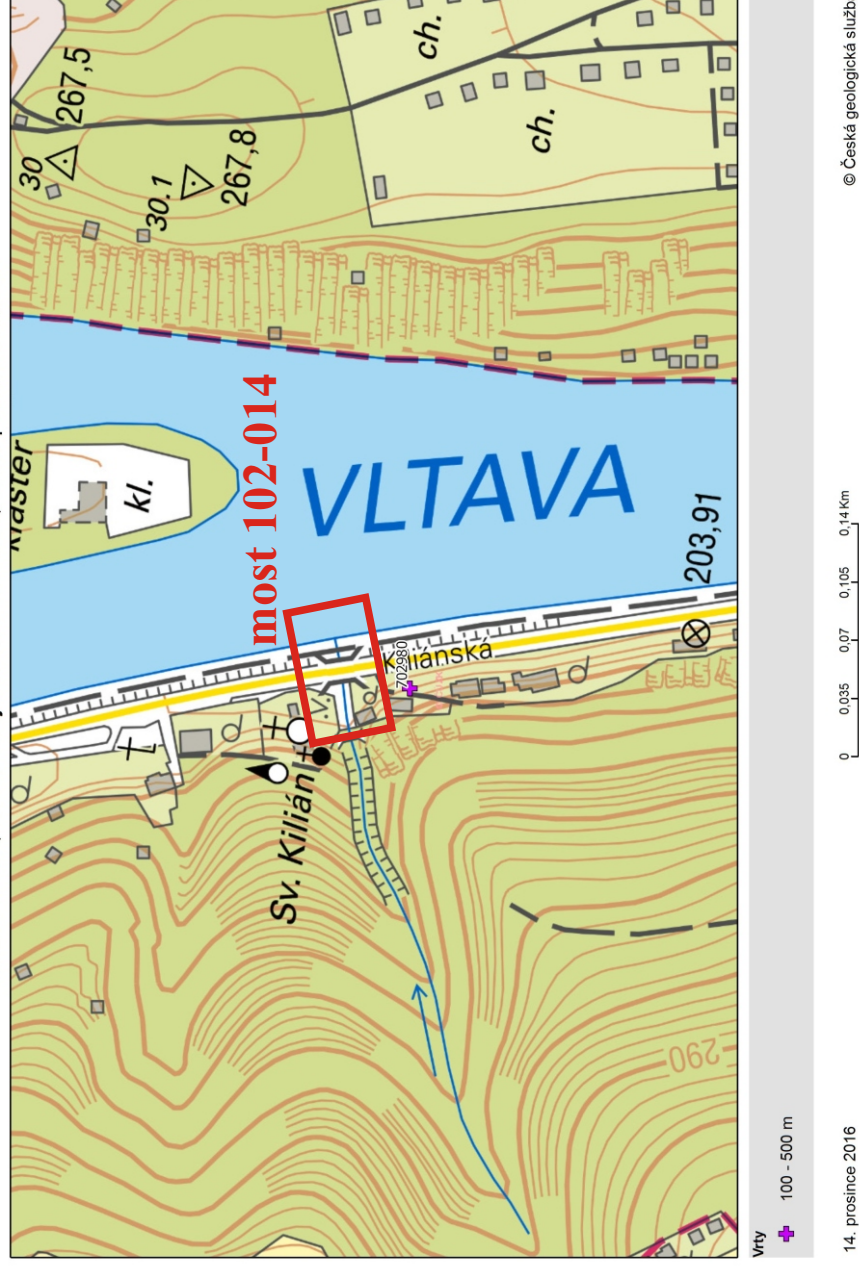 30
267,5
30.1
267,8
ch.
ch.
kl.
most 102-014
VLTAVA
203,91
Kiliánská
702980
Sv. Kilián
290
Vrty
100 - 500 m
0
0,035
0,07
0,105
0,14 Km
14. prosince 2016
© Česká geologická služb